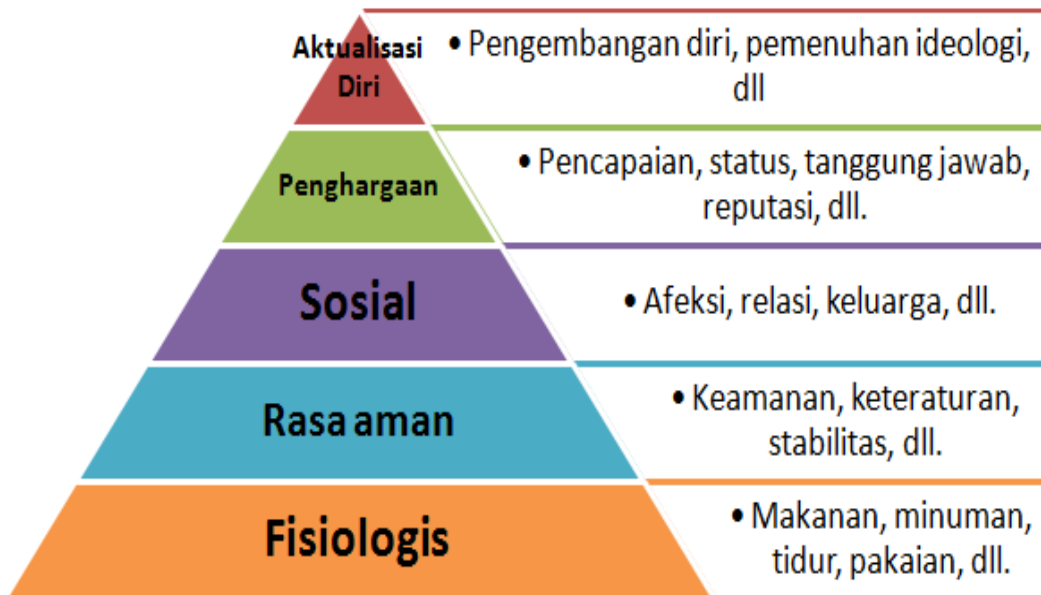 Aktualisasi
Diri
• Pengembangan diri, pemenuhan ideologi,
dll
Penghargaan
• Pencapaian, status, tanggung jawab,
reputasi, dll.
Sosial
• Afeksi, relasi, keluarga, dll.
Rasa aman
• Keamanan, keteraturan,
stabilitas, dll.
Fisiologis
• Makanan, minuman,
tidur, pakaian, dll.